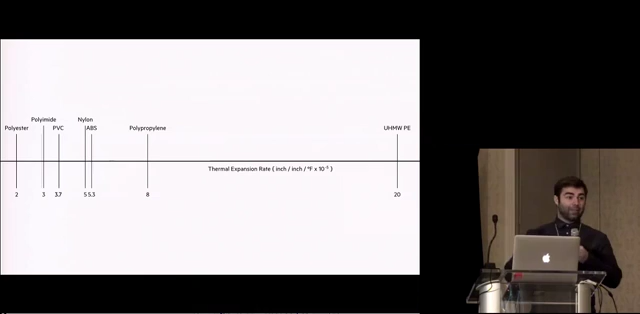 Polyimide Nylon
Polyester PVC ABS Polypropylene UHMW PE
Thermal Expansion Rate ( inch / inch / °F x 10⁻⁵ )
2 3 3.7 5 5.3 8 20